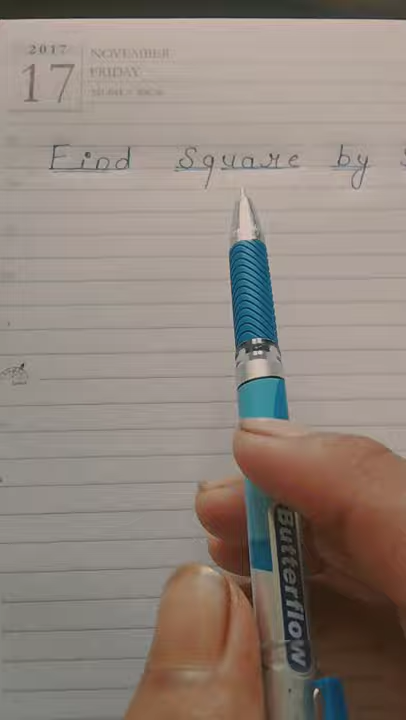 2017
17
NOVEMBER
FRIDAY
Find Square by
Butterflow